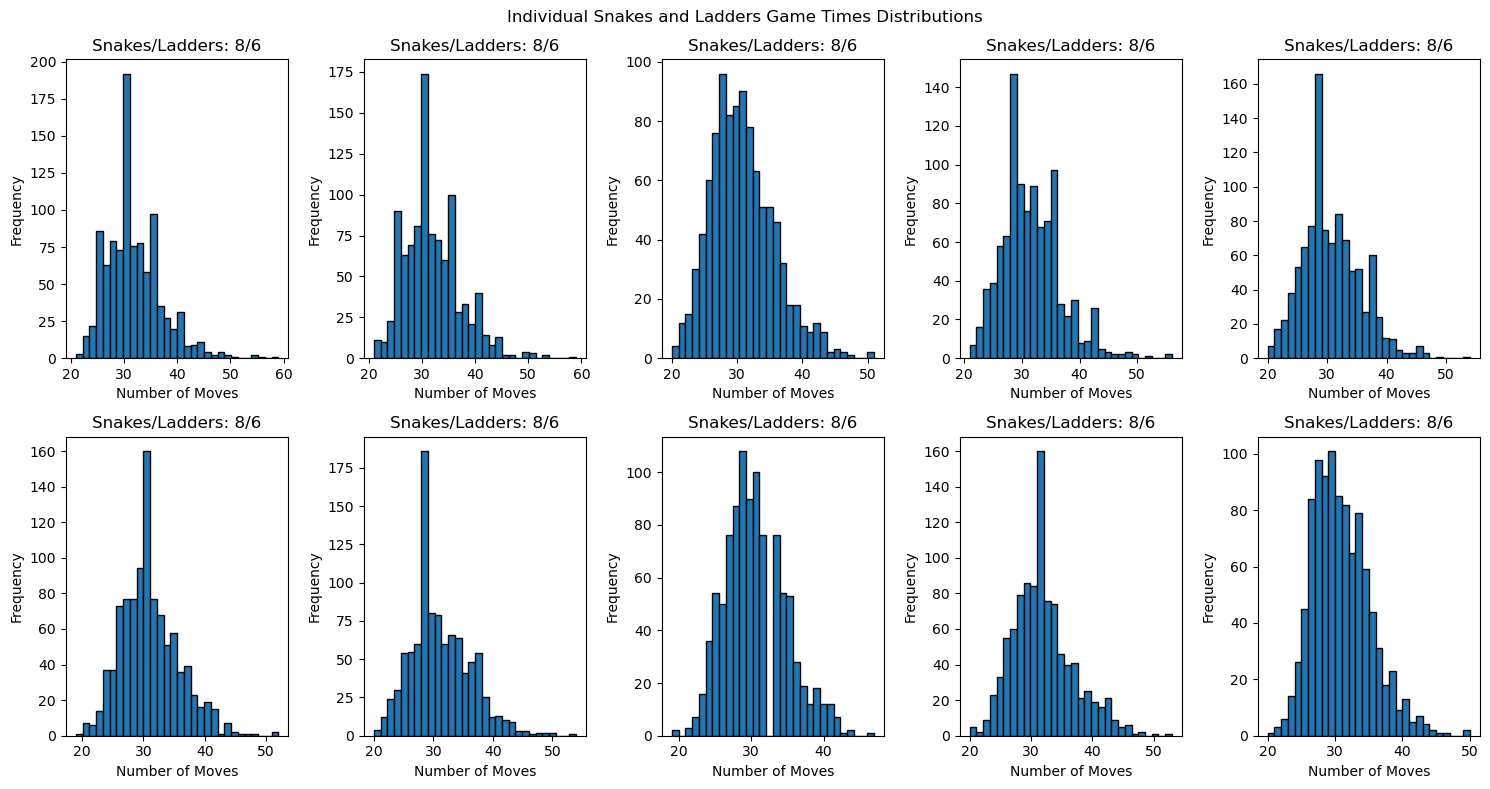 Individual Snakes and Ladders Game Times Distributions
Snakes/Ladders: 8/6
200
175
150
125
100
75
50
25
0
Frequency
20 30 40 50 60
Number of Moves
Snakes/Ladders: 8/6
175
150
125
100
75
50
25
0
Frequency
20 30 40 50 60
Number of Moves
Snakes/Ladders: 8/6
100
80
60
40
20
0
Frequency
20 30 40 50
Number of Moves
Snakes/Ladders: 8/6
140
120
100
80
60
40
20
0
Frequency
20 30 40 50
Number of Moves
Snakes/Ladders: 8/6
160
140
120
100
80
60
40
20
0
Frequency
20 30 40 50
Number of Moves
Snakes/Ladders: 8/6
160
140
120
100
80
60
40
20
0
Frequency
20 30 40 50
Number of Moves
Snakes/Ladders: 8/6
175
150
125
100
75
50
25
0
Frequency
20 30 40 50
Number of Moves
Snakes/Ladders: 8/6
100
80
60
40
20
0
Frequency
20 30 40
Number of Moves
Snakes/Ladders: 8/6
160
140
120
100
80
60
40
20
0
Frequency
20 30 40 50
Number of Moves
Snakes/Ladders: 8/6
100
80
60
40
20
0
Frequency
20 30 40 50
Number of Moves